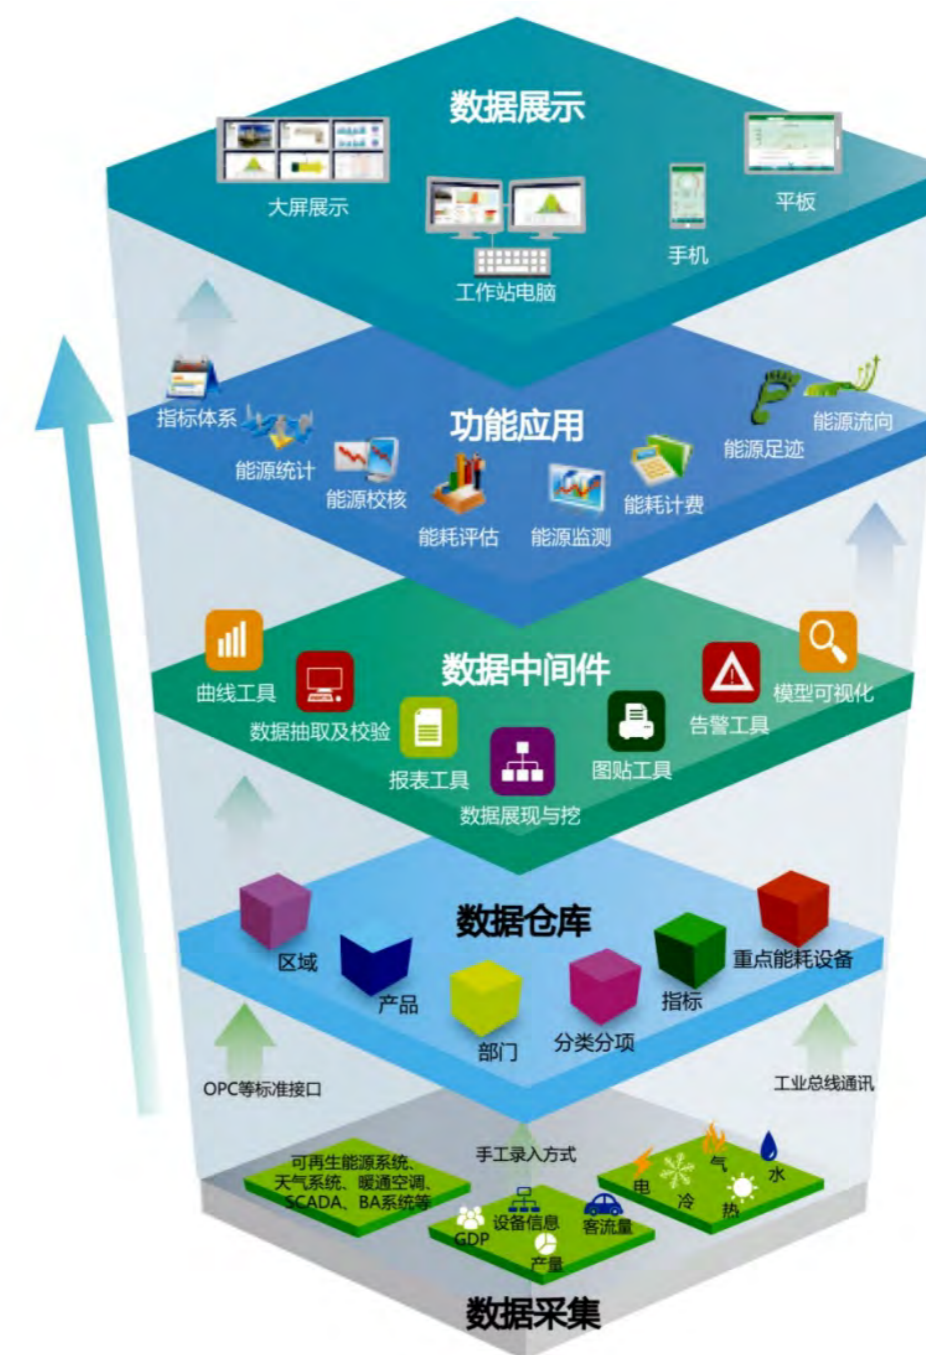 数据展示
大屏展示
工作站电脑
手机
平板
功能应用
指标体系
能源统计
能源校核
能耗评估
能源监测
能耗计费
能源足迹
能源流向
数据中间件
曲线工具
数据抽取及校验
报表工具
数据展现与挖
图贴工具
告警工具
模型可视化
数据仓库
区域
产品
部门
分类分项
指标
重点能耗设备
OPC等标准接口
手工录入方式
工业总线通讯
可再生能源系统、
天气系统、暖通空调、
SCADA、BA系统等
GDP
设备信息
产量
客流量
电
冷
气
热
水
数据采集